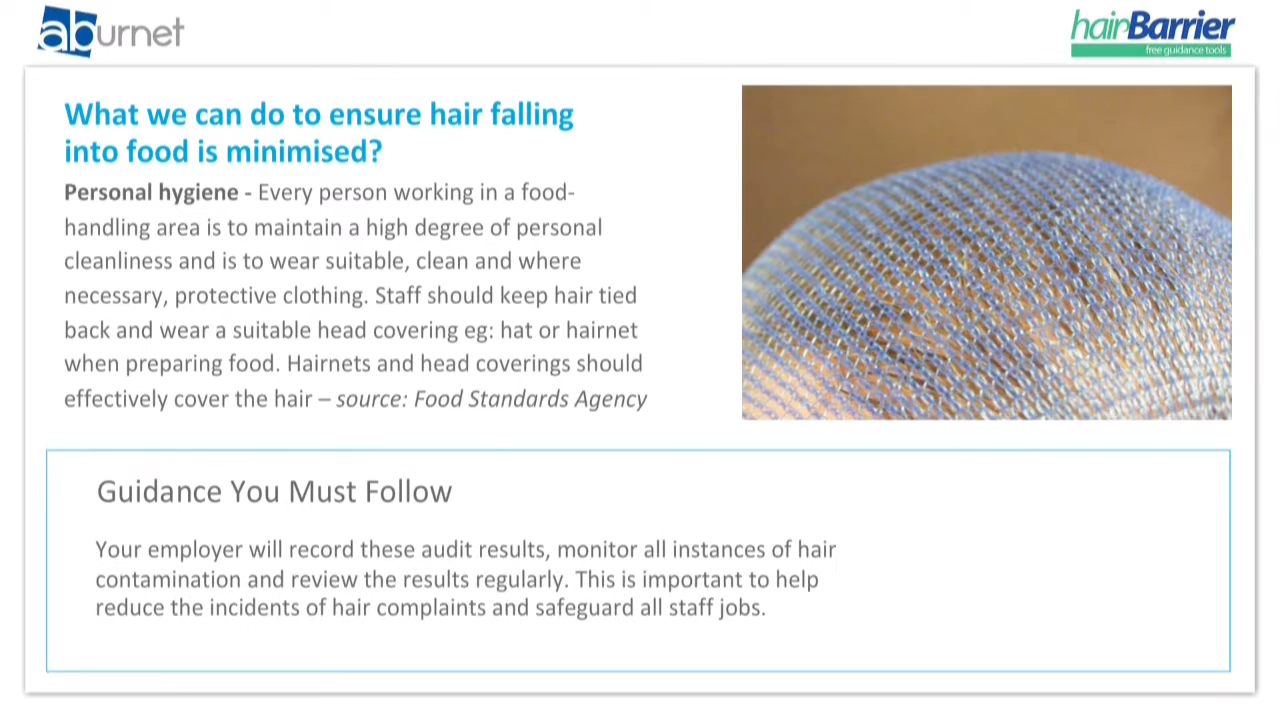 aburnet
hairBarrier
free guidance tools
What we can do to ensure hair falling
into food is minimised?
Personal hygiene - Every person working in a food-
handling area is to maintain a high degree of personal
cleanliness and is to wear suitable, clean and where
necessary, protective clothing. Staff should keep hair tied
back and wear a suitable head covering eg: hat or hairnet
when preparing food. Hairnets and head coverings should
effectively cover the hair – source: Food Standards Agency
Guidance You Must Follow
Your employer will record these audit results, monitor all instances of hair
contamination and review the results regularly. This is important to help
reduce the incidents of hair complaints and safeguard all staff jobs.